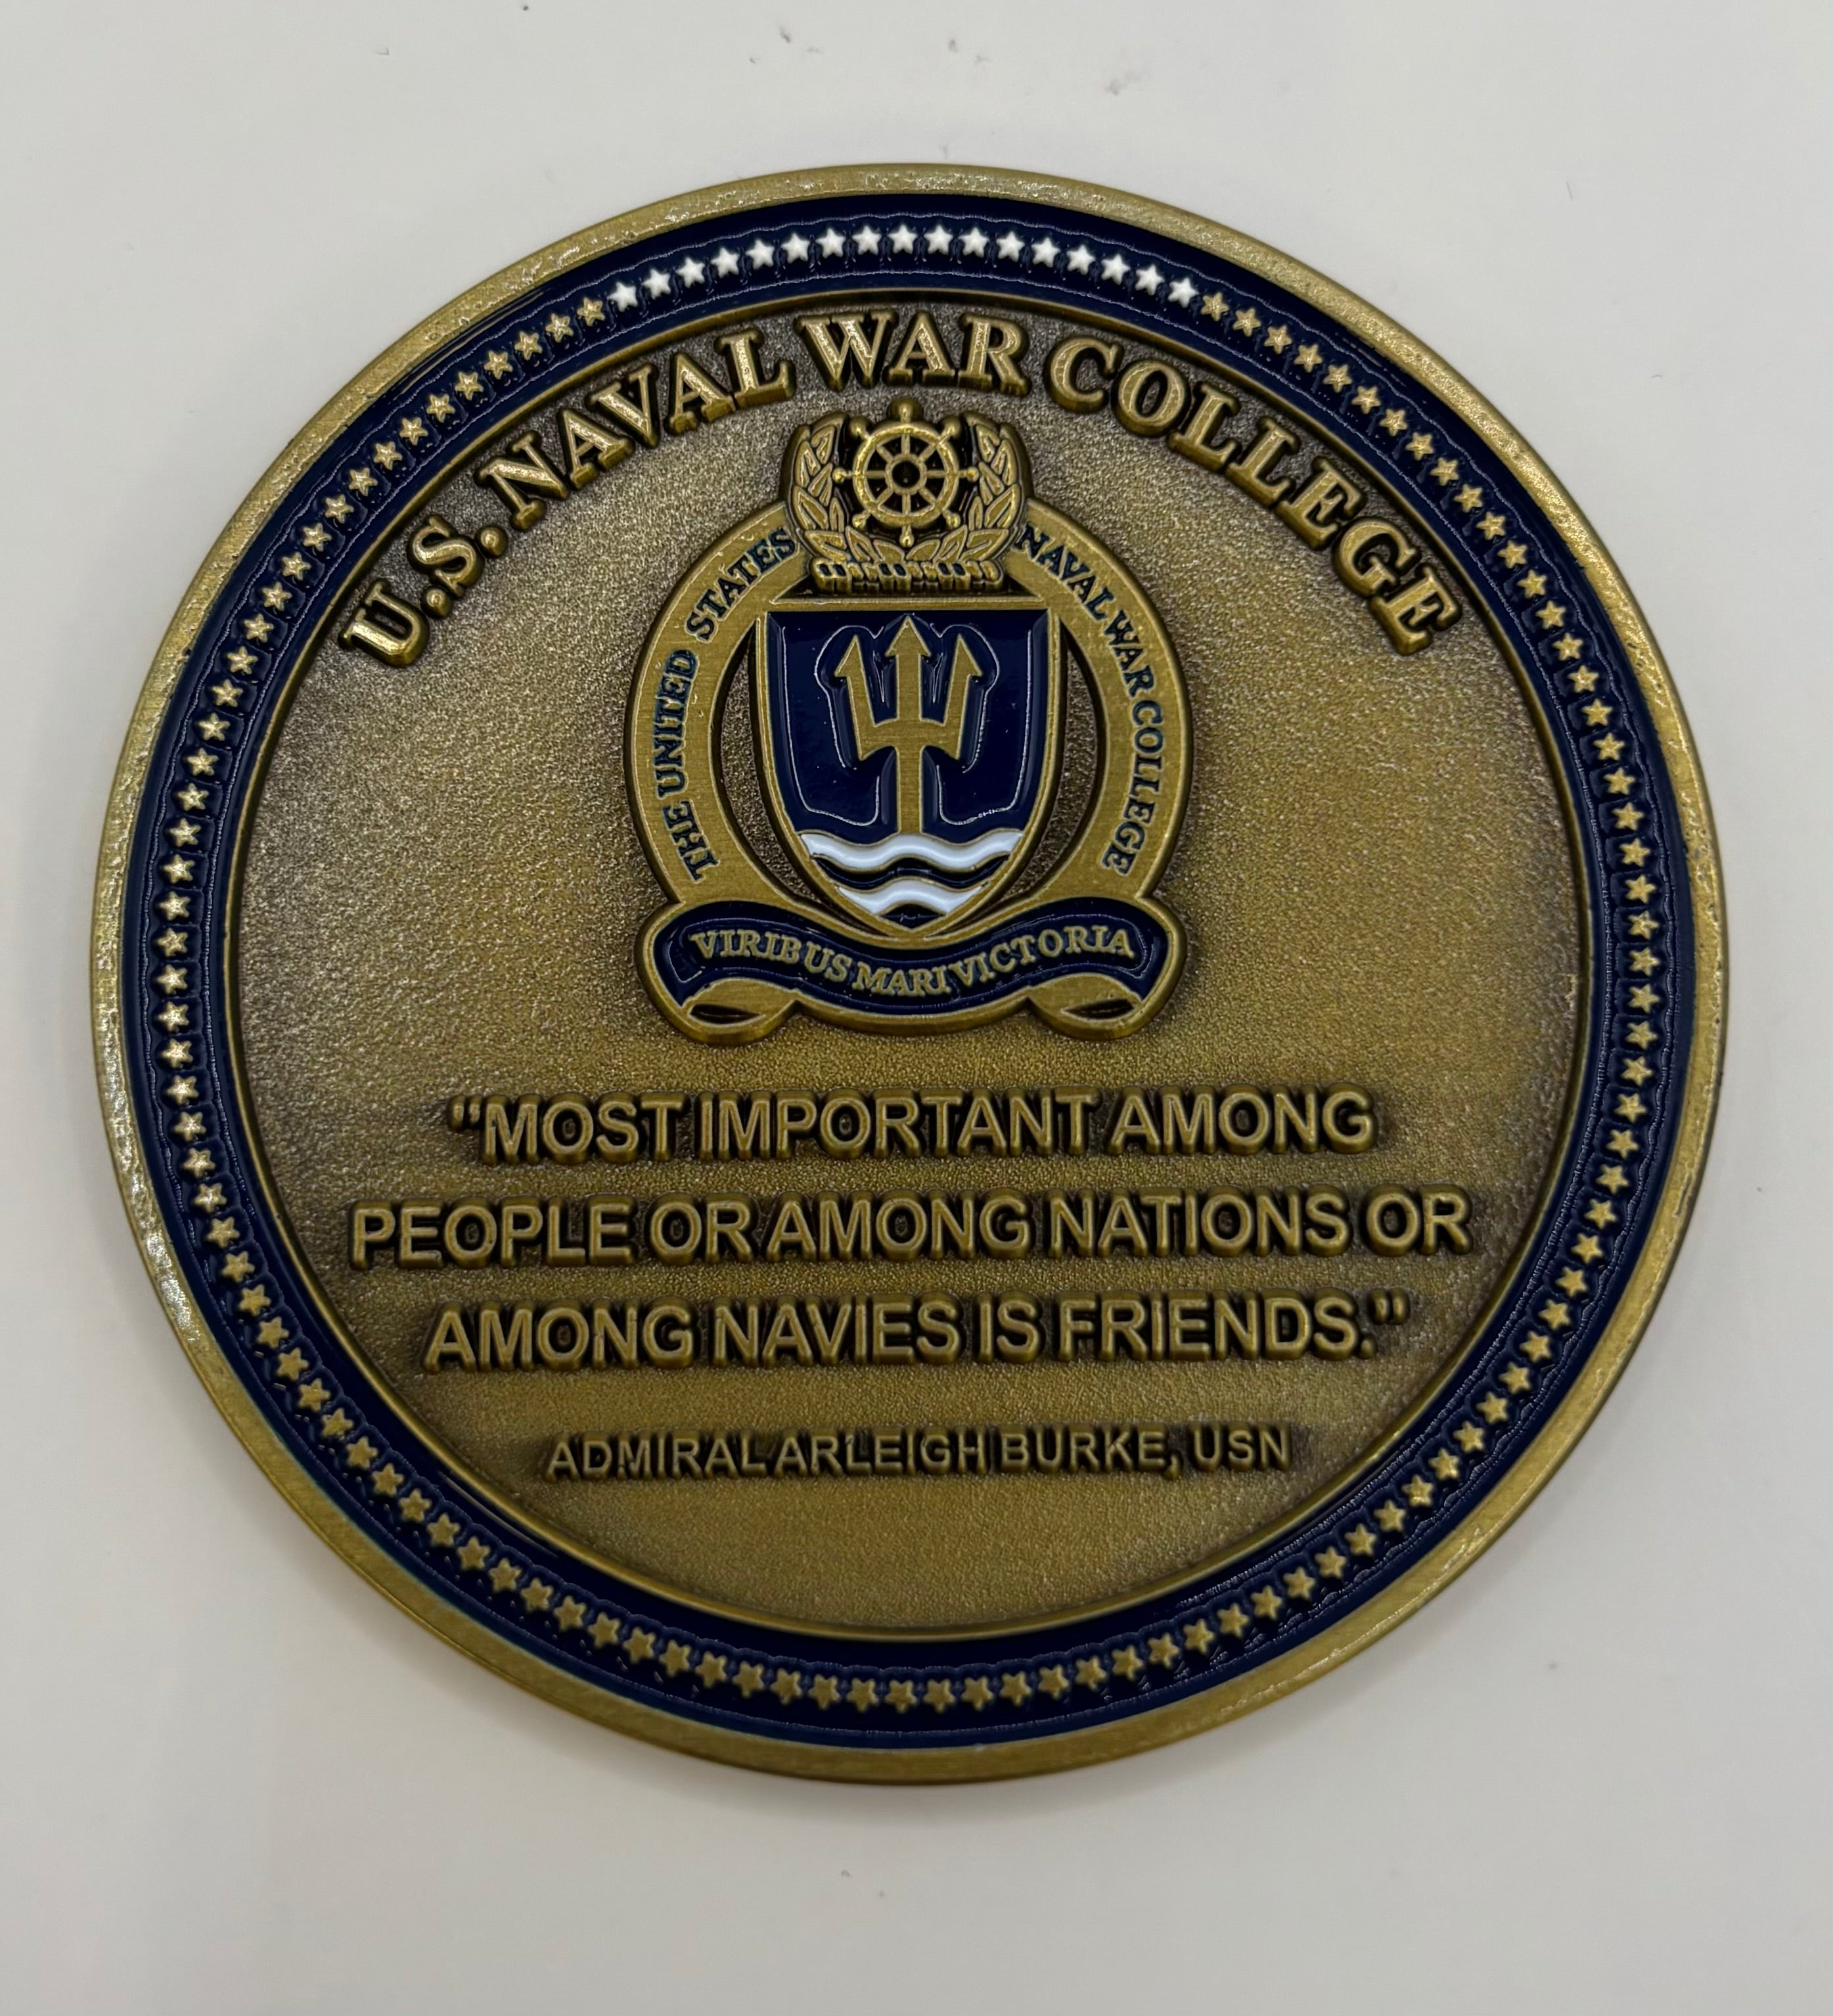 U.S. NAVAL WAR COLLEGE
THE UNITED STATES NAVAL WAR COLLEGE
VIRIBUS MARI VICTORIA
"MOST IMPORTANT AMONG
PEOPLE OR AMONG NATIONS OR
AMONG NAVIES IS FRIENDS."
ADMIRAL ARLEIGH BURKE, USN